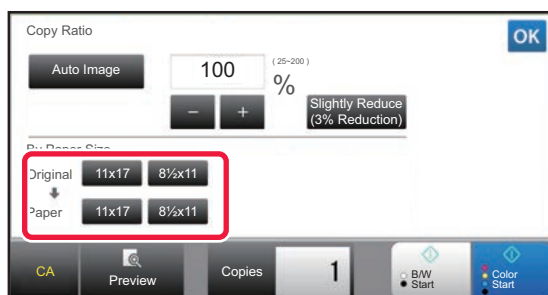 Copy Ratio
OK
Auto Image
100
( 25~200 )
%
− +
Slightly Reduce
(3% Reduction)
By Paper Size
Original 11x17 8½x11
Paper 11x17 8½x11
CA
Preview
Copies
1
B/W
Start
Color
Start